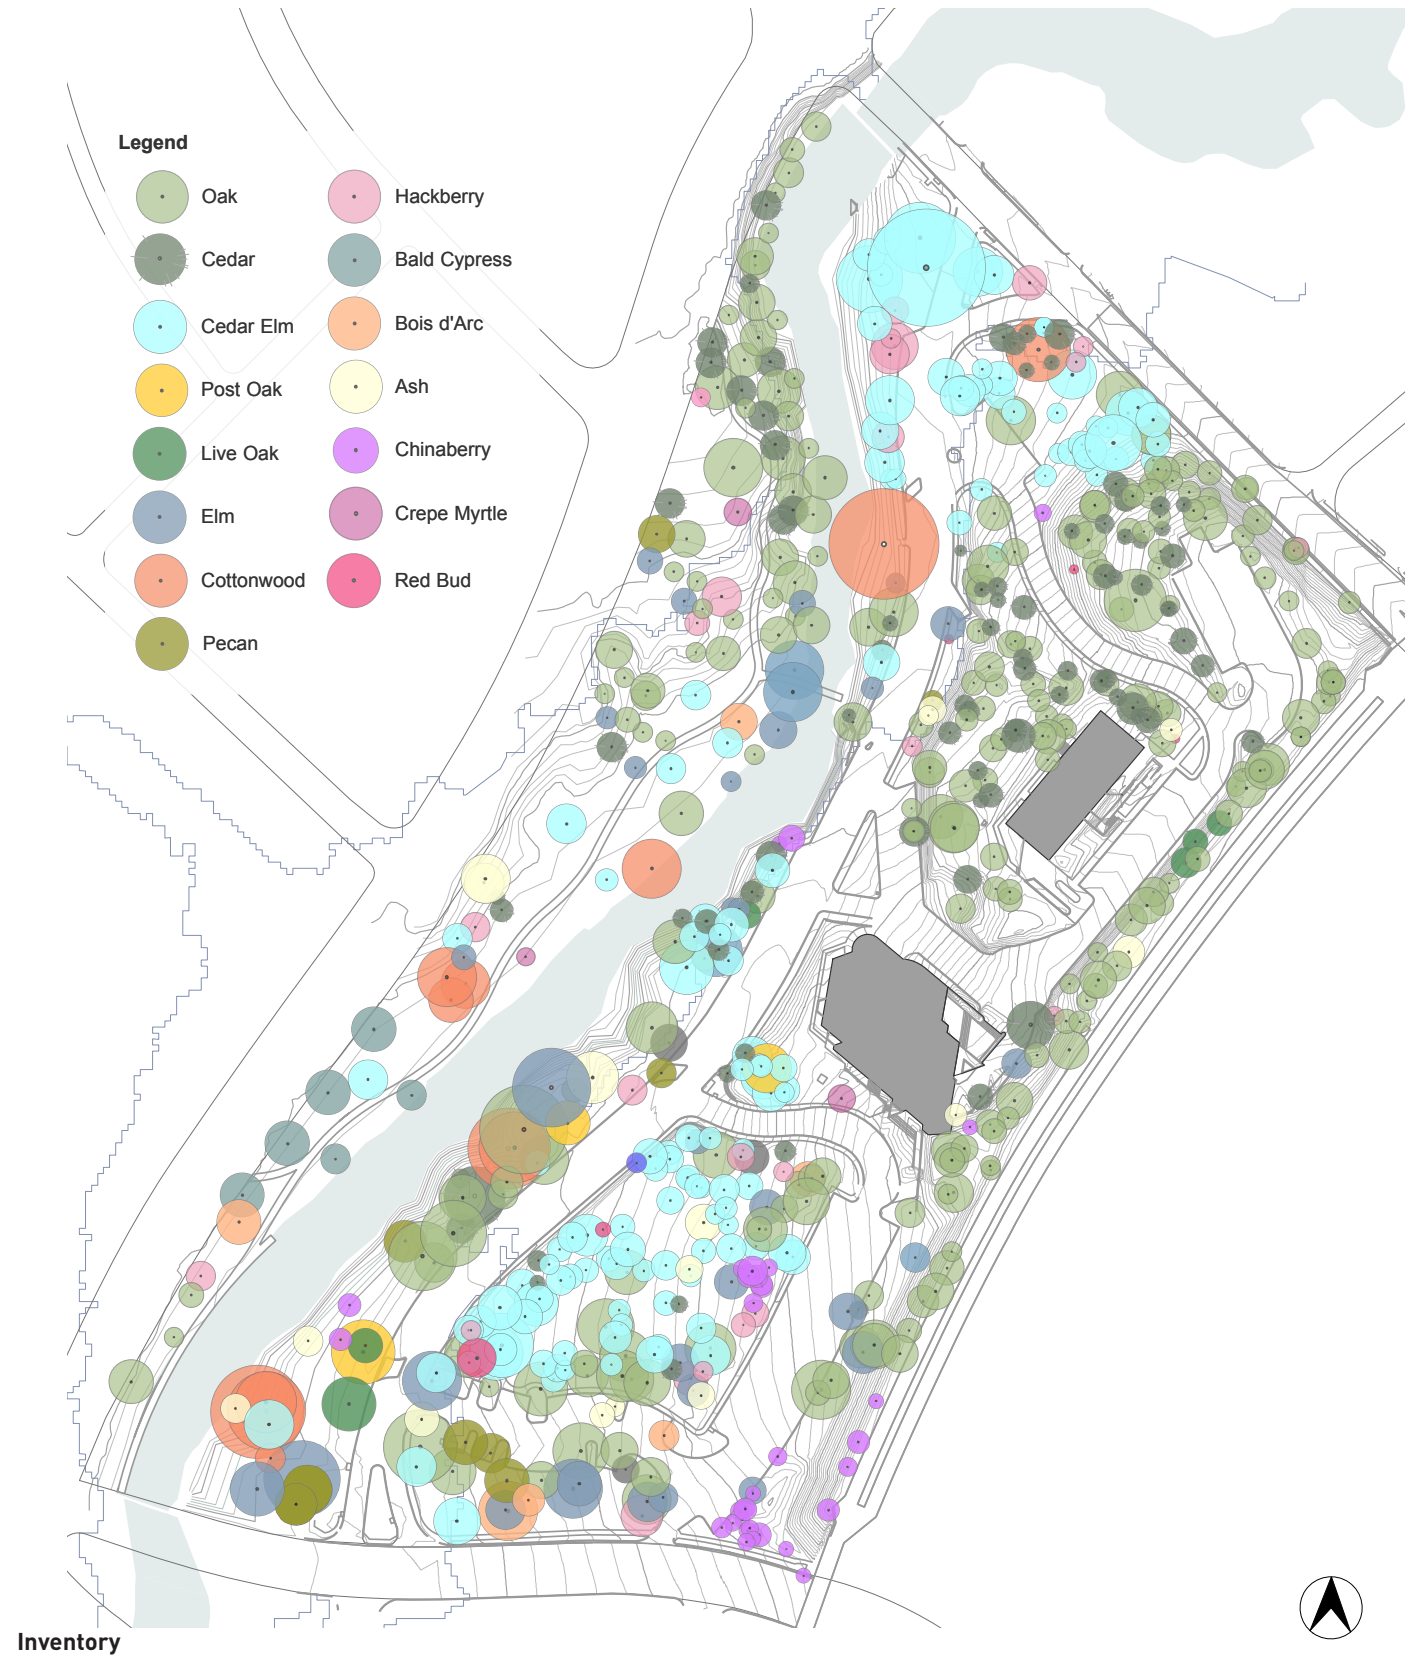 Legend
Oak
Cedar
Cedar Elm
Post Oak
Live Oak
Elm
Cottonwood
Pecan
Hackberry
Bald Cypress
Bois d'Arc
Ash
Chinaberry
Crepe Myrtle
Red Bud
Inventory